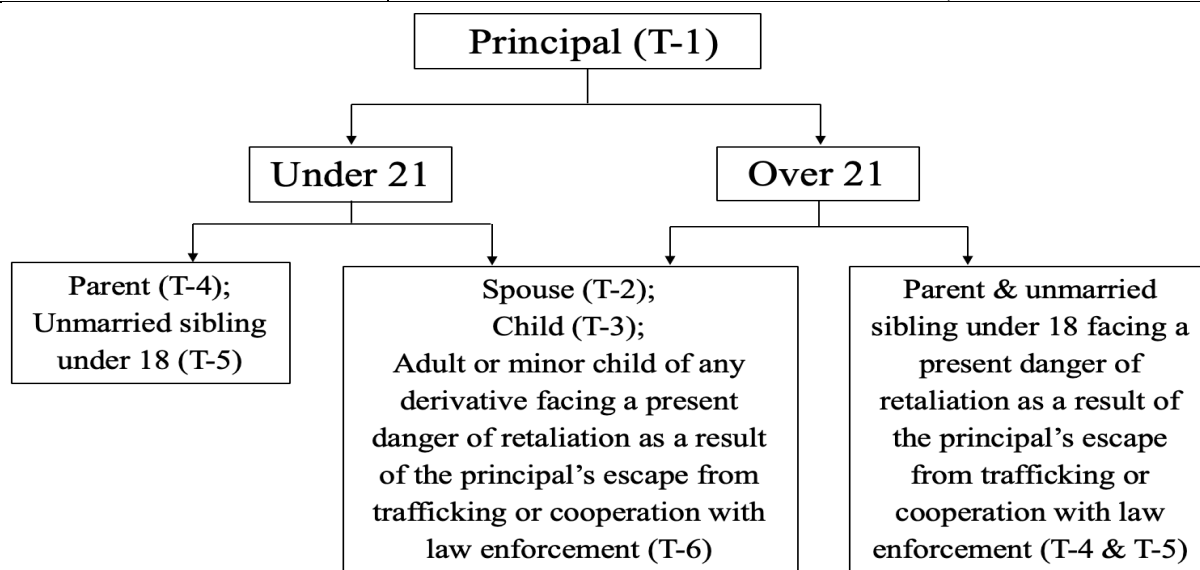 Principal (T-1)
Under 21
Over 21
Parent (T-4);
Unmarried sibling
under 18 (T-5)
Spouse (T-2);
Child (T-3);
Adult or minor child of any
derivative facing a present
danger of retaliation as a result
of the principal’s escape from
trafficking or cooperation with
law enforcement (T-6)
Parent & unmarried
sibling under 18 facing a
present danger of
retaliation as a result of
the principal’s escape
from trafficking or
cooperation with law
enforcement (T-4 & T-5)